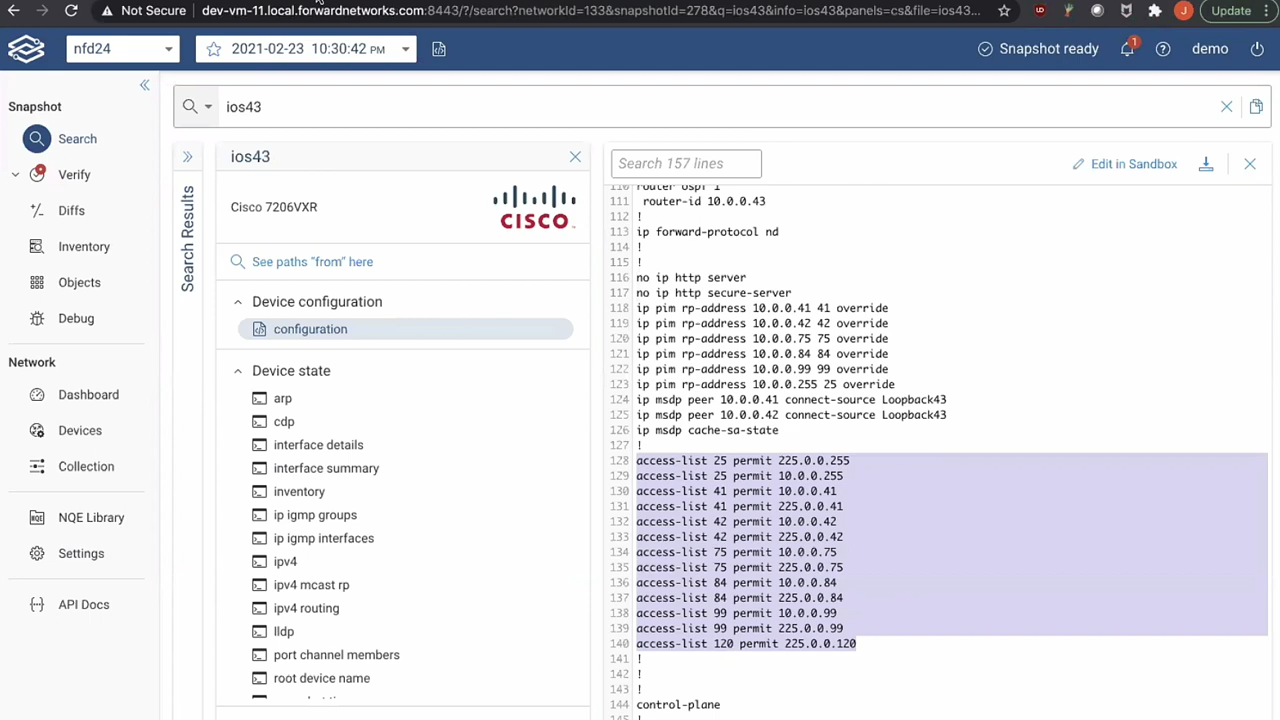 Not Secure dev-vm-11.local.forwardnetworks.com:8443/?/search?networkId=133&snapshotId=278&q=ios43&info=ios43&panels=cs&file=ios43... J Update
nfd24 2021-02-23 10:30:42 PM Snapshot ready 1 demo
Snapshot
Search
Verify
Diffs
Inventory
Objects
Debug
Network
Dashboard
Devices
Collection
NQE Library
Settings
API Docs
ios43
Search Results
ios43
Cisco 7206VXR
CISCO
See paths "from" here
Device configuration
configuration
Device state
arp
cdp
interface details
interface summary
inventory
ip igmp groups
ip igmp interfaces
ipv4
ipv4 mcast rp
ipv4 routing
lldp
port channel members
root device name
Search 157 lines Edit in Sandbox
110 router ospf 1
111 router-id 10.0.0.43
112 !
113 ip forward-protocol nd
114 !
115 !
116 no ip http server
117 no ip http secure-server
118 ip pim rp-address 10.0.0.41 41 override
119 ip pim rp-address 10.0.0.42 42 override
120 ip pim rp-address 10.0.0.75 75 override
121 ip pim rp-address 10.0.0.84 84 override
122 ip pim rp-address 10.0.0.99 99 override
123 ip pim rp-address 10.0.0.255 25 override
124 ip msdp peer 10.0.0.41 connect-source Loopback43
125 ip msdp peer 10.0.0.42 connect-source Loopback43
126 ip msdp cache-sa-state
127 !
128 access-list 25 permit 225.0.0.255
129 access-list 25 permit 10.0.0.255
130 access-list 41 permit 10.0.0.41
131 access-list 41 permit 225.0.0.41
132 access-list 42 permit 10.0.0.42
133 access-list 42 permit 225.0.0.42
134 access-list 75 permit 10.0.0.75
135 access-list 75 permit 225.0.0.75
136 access-list 84 permit 10.0.0.84
137 access-list 84 permit 225.0.0.84
138 access-list 99 permit 10.0.0.99
139 access-list 99 permit 225.0.0.99
140 access-list 120 permit 225.0.0.120
141 !
142 !
143 !
144 control-plane
145 !